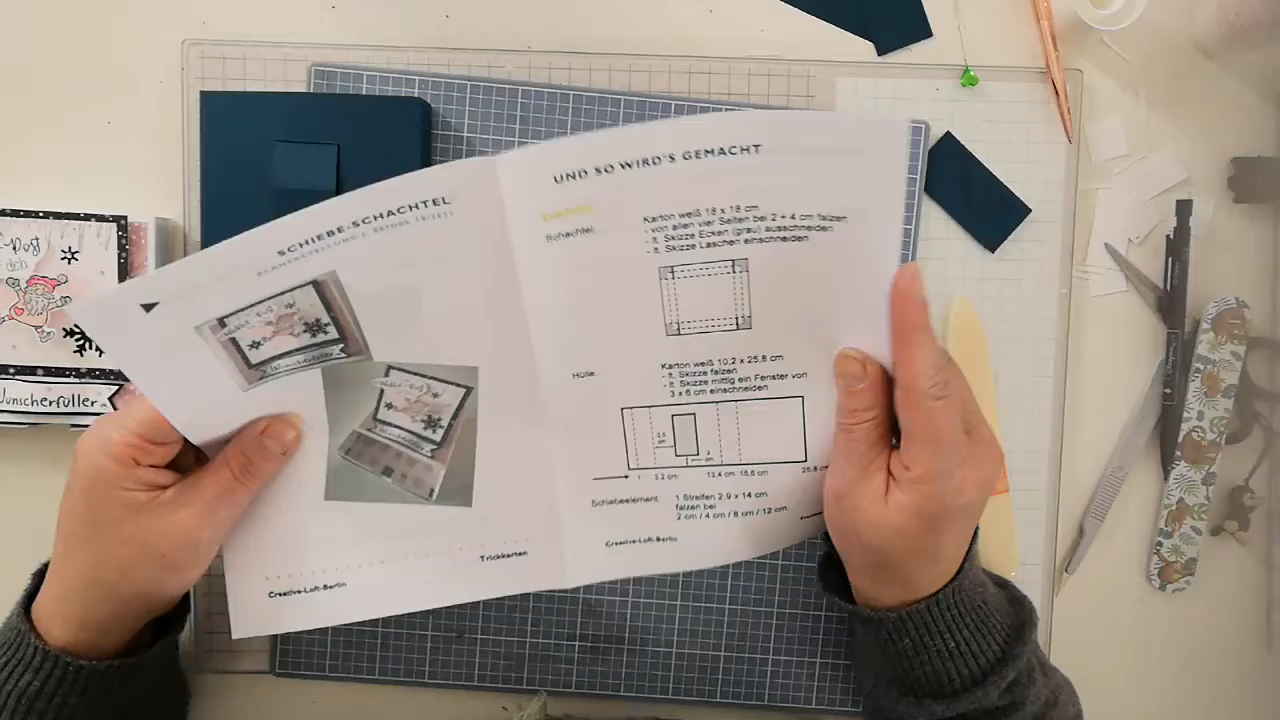 Post
dich
Wunscherfüller
SCHIEBE-SCHACHTEL
Trickkarten
Creative-Loft-Berlin
UND SO WIRD'S GEMACHT
Schachtel:
Karton weiß 18 x 18 cm
- von allen vier Seiten bei 2 + 4 cm falzen
- lt. Skizze Ecken (grau) ausschneiden
- lt. Skizze Laschen einschneiden
Hülle:
Karton weiß 10,2 x 25,8 cm
- lt. Skizze falzen
- lt. Skizze mittig ein Fenster von
3 x 6 cm einschneiden
cm
cm
3,2 cm
13,4 cm
25,8 cm
Schiebeelement:
1 Streifen 2,9 x 14 cm
falzen bei
2 cm / 4 cm / 8 cm / 12 cm
Creative-Loft-Berlin